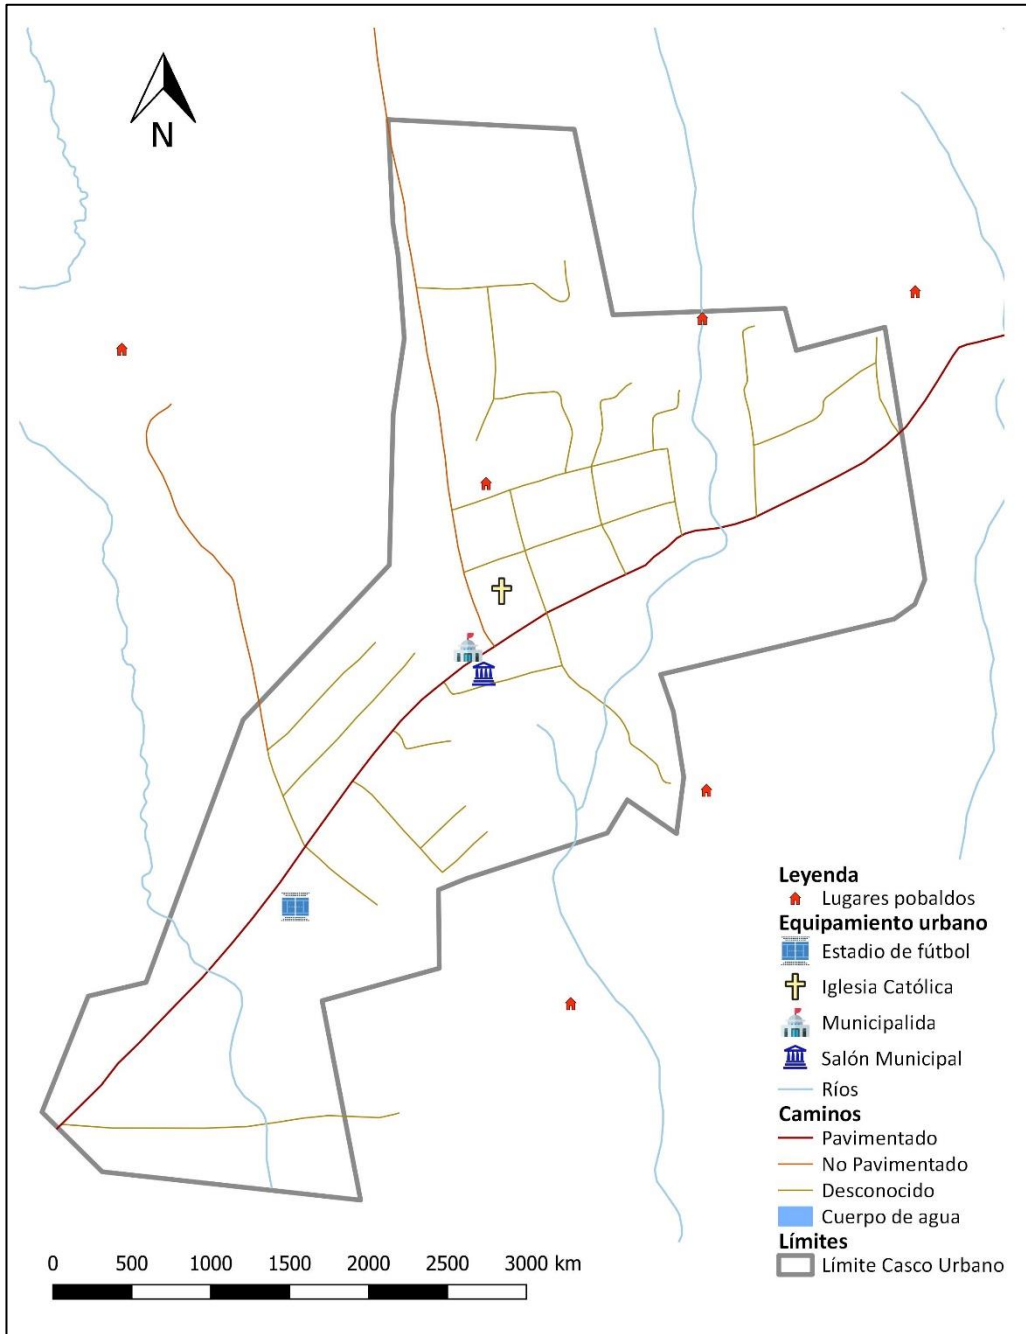 N
Leyenda
Lugares pobaldos
Equipamiento urbano
Estadio de fútbol
Iglesia Católica
Municipalida
Salón Municipal
Ríos
Caminos
Pavimentado
No Pavimentado
Desconocido
Cuerpo de agua
Límites
Límite Casco Urbano
0 500 1000 1500 2000 2500 3000 km